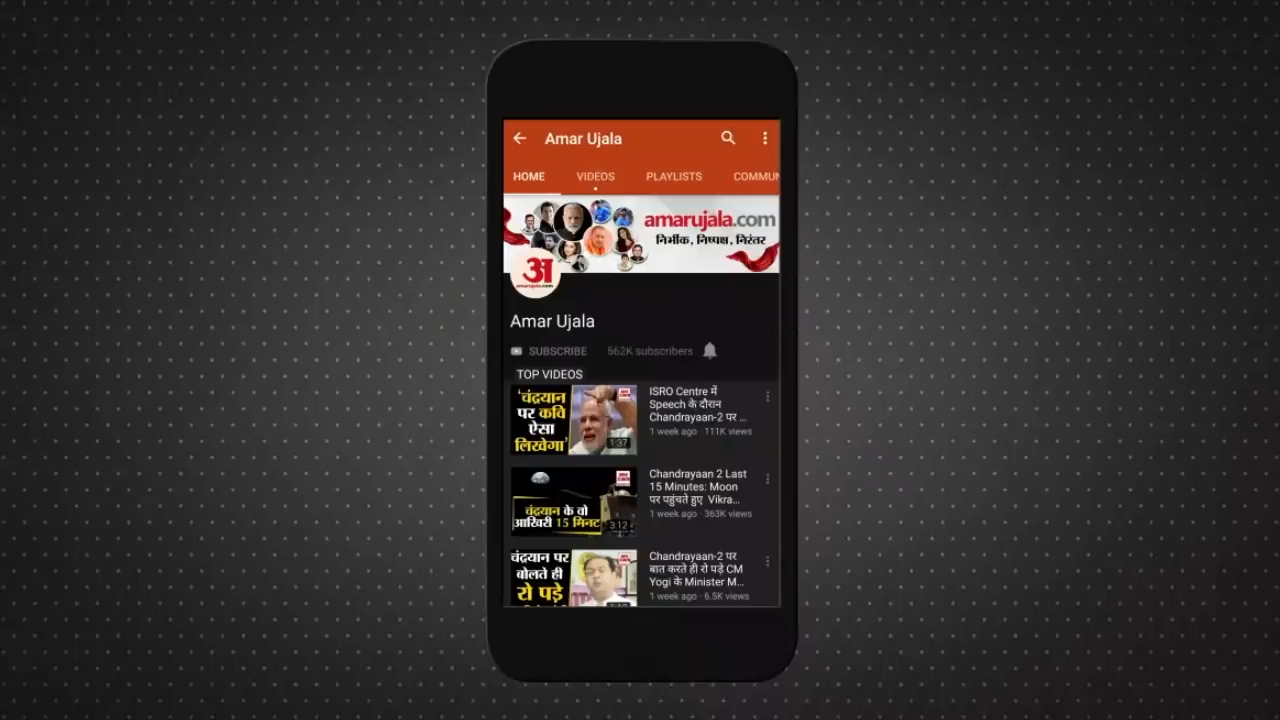 Amar Ujala
HOME VIDEOS PLAYLISTS COMMUN
amarujala.com
निर्भीक, निष्पक्ष, निरंतर
अ
amarujala.com
Amar Ujala
SUBSCRIBE 562K subscribers
TOP VIDEOS
'चंद्रयान
पर कवि
ऐसा
लिखेगा'
1:37
ISRO Centre में
Speech के दौरान
Chandrayaan-2 पर ...
1 week ago · 111K views
चंद्रयान के वो
आखिरी 15 मिनट
3:12
Chandrayaan 2 Last
15 Minutes: Moon
पर पहुंचते हुए Vikra...
1 week ago · 363K views
चंद्रयान पर
बोलते ही
रो पड़े
Chandrayaan-2 पर
बात करते ही रो पड़े CM
Yogi के Minister M...
1 week ago · 6.5K views